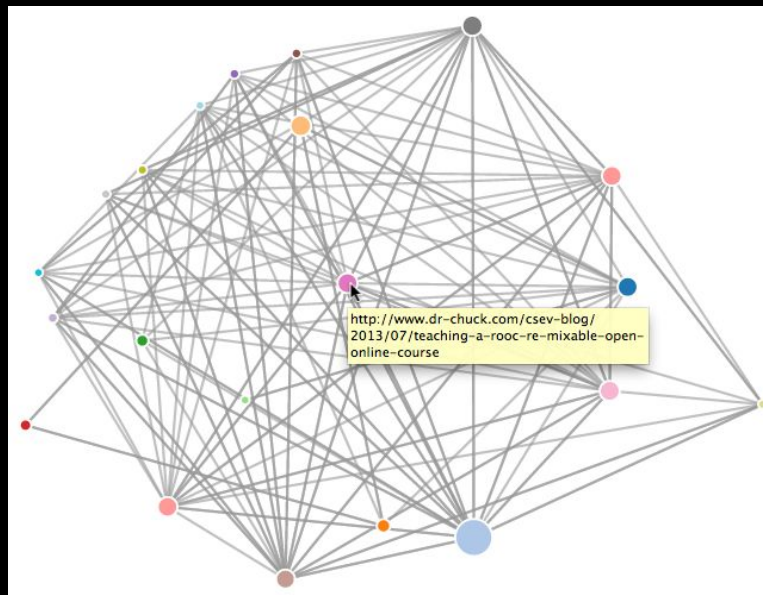 http://www.dr-chuck.com/csev-blog/
2013/07/teaching-a-rooc-re-mixable-open-
online-course